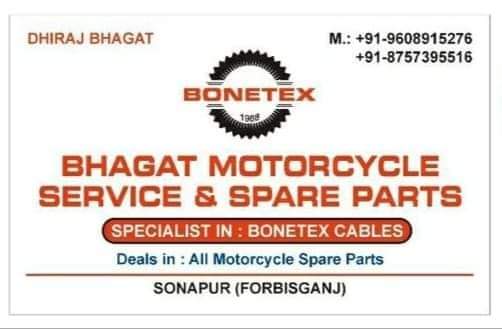 DHIRAJ BHAGAT
M.: +91-9608915276
+91-8757395516
BONETEX
1988
BHAGAT MOTORCYCLE
SERVICE & SPARE PARTS
SPECIALIST IN : BONETEX CABLES
Deals in : All Motorcycle Spare Parts
SONAPUR (FORBISGANJ)